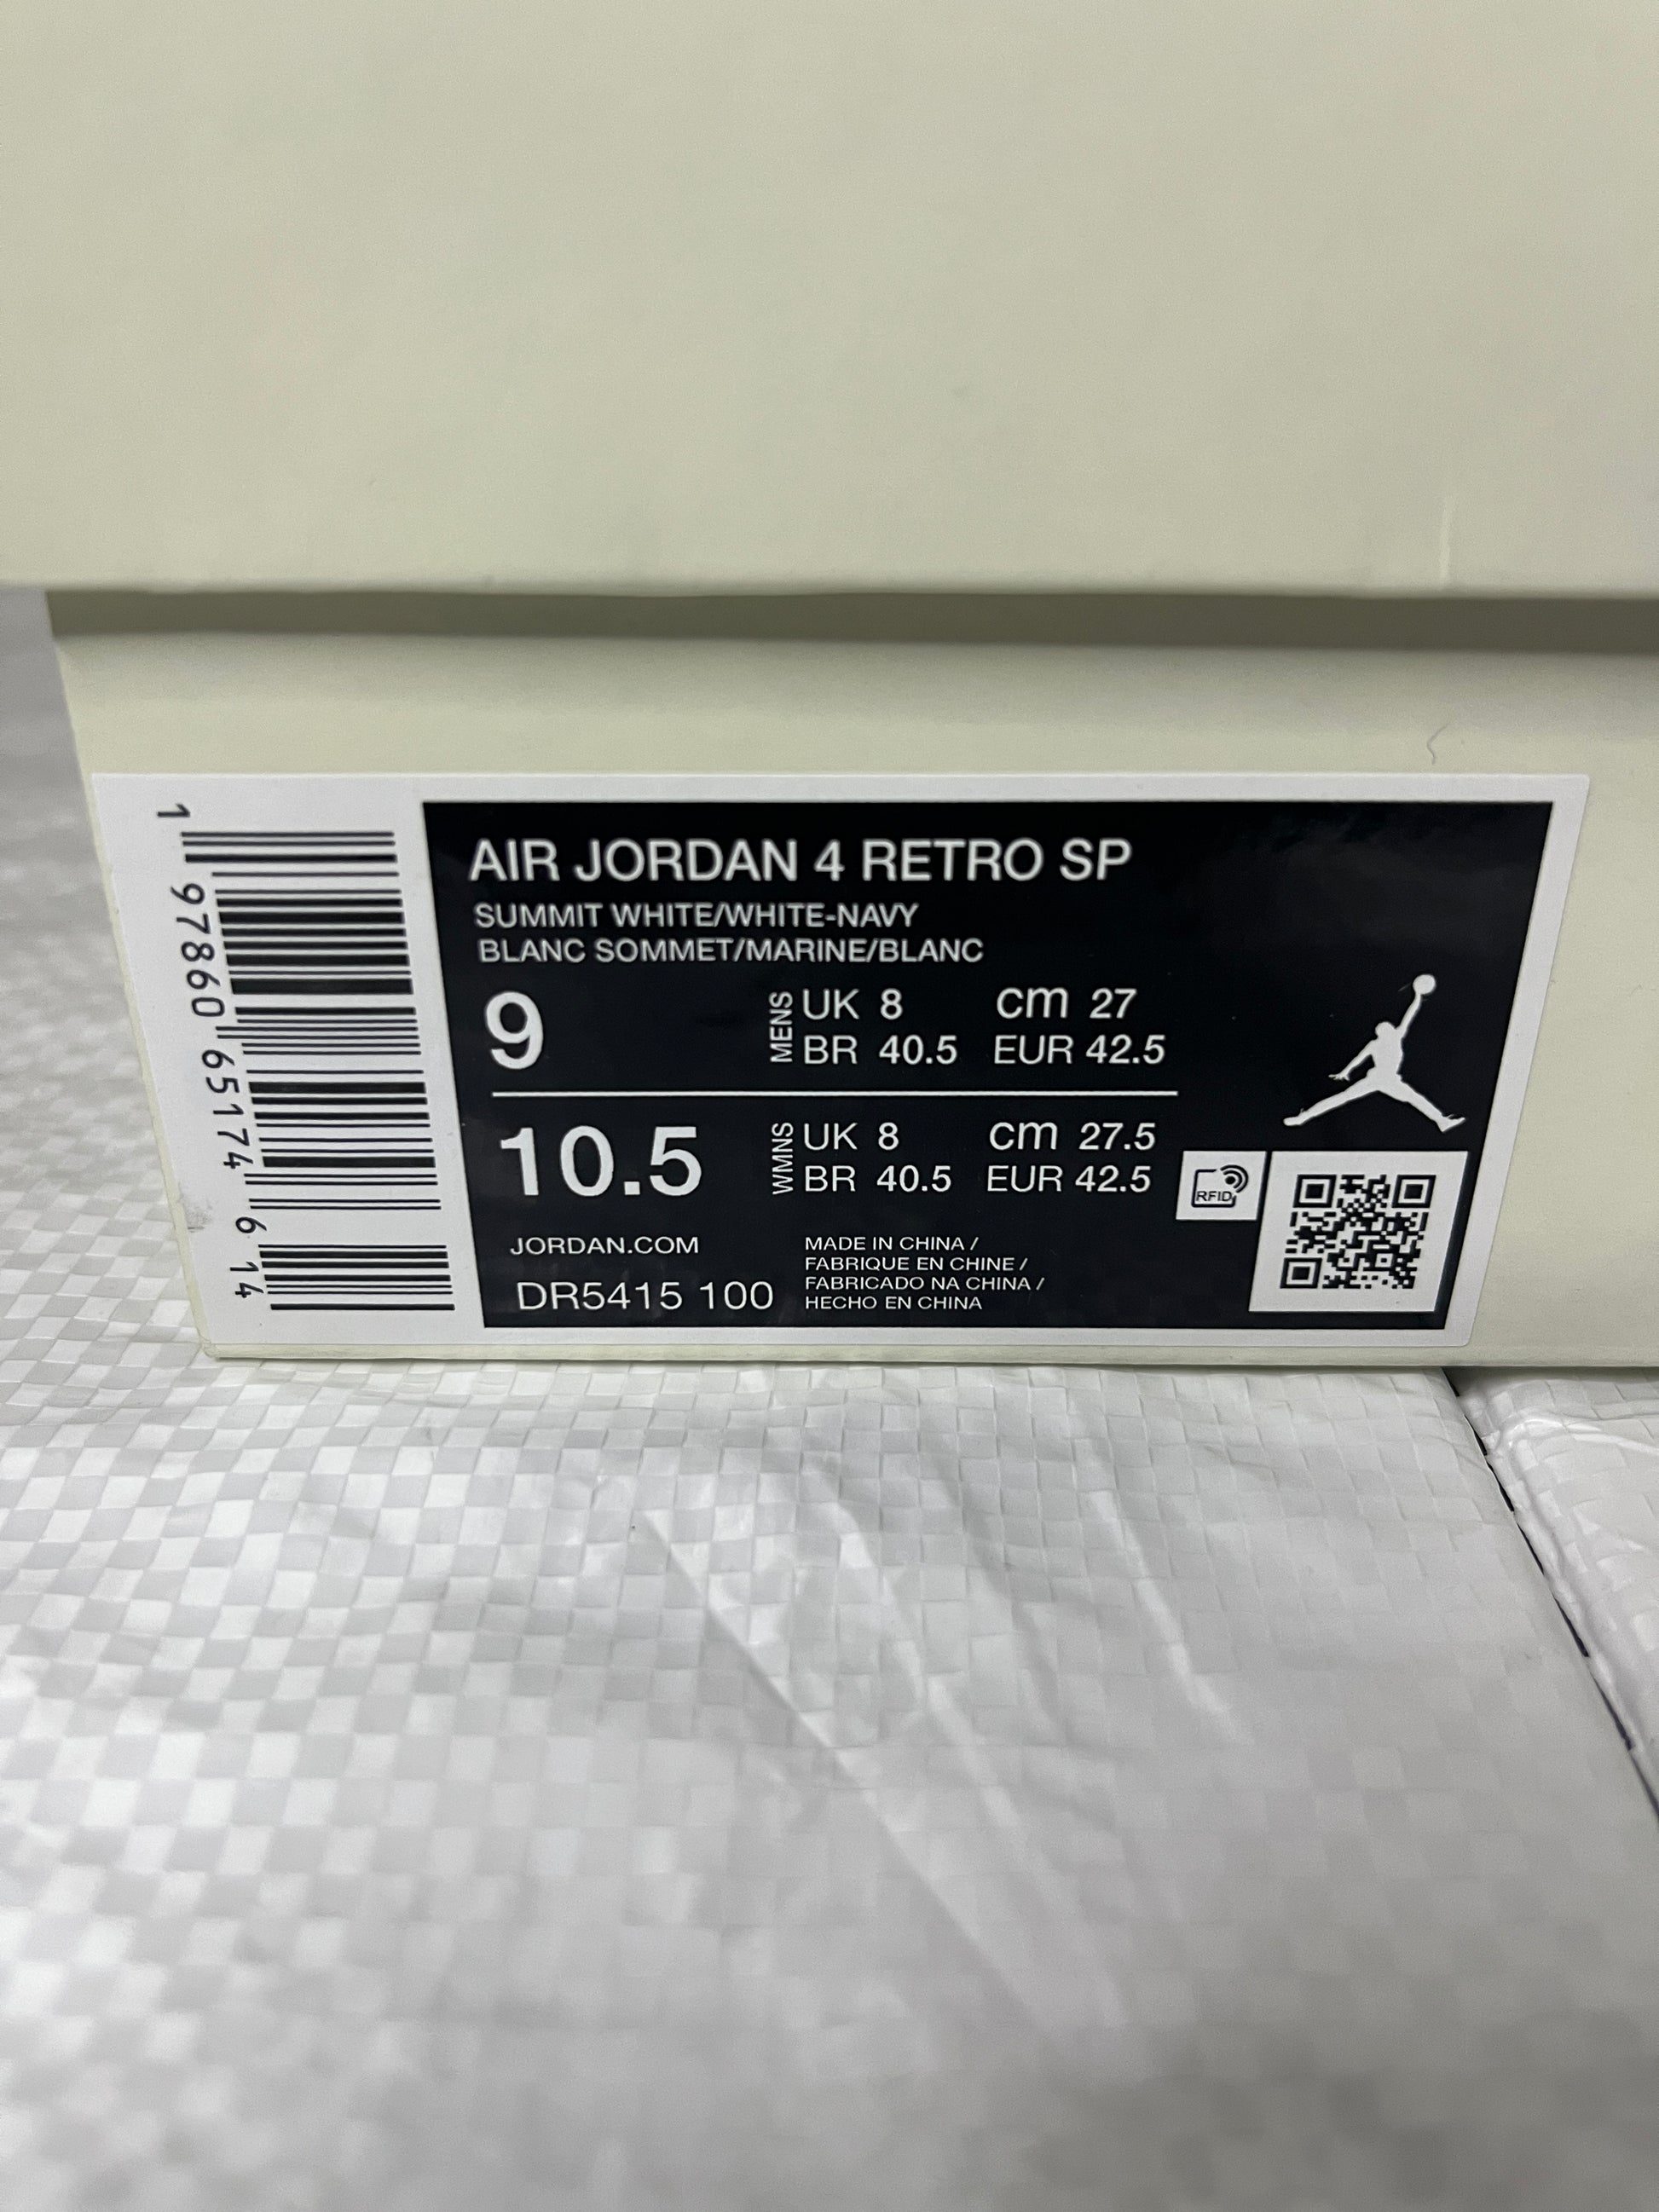 AIR JORDAN 4 RETRO SP
SUMMIT WHITE/WHITE-NAVY
BLANC SOMMET/MARINE/BLANC
9
MENS
UK 8 cm 27
BR 40.5 EUR 42.5
10.5
WMNS
UK 8 cm 27.5
BR 40.5 EUR 42.5
RFID
JORDAN.COM
DR5415 100
MADE IN CHINA /
FABRIQUE EN CHINE /
FABRICADO NA CHINA /
HECHO EN CHINA
1 97860 65174 6 14